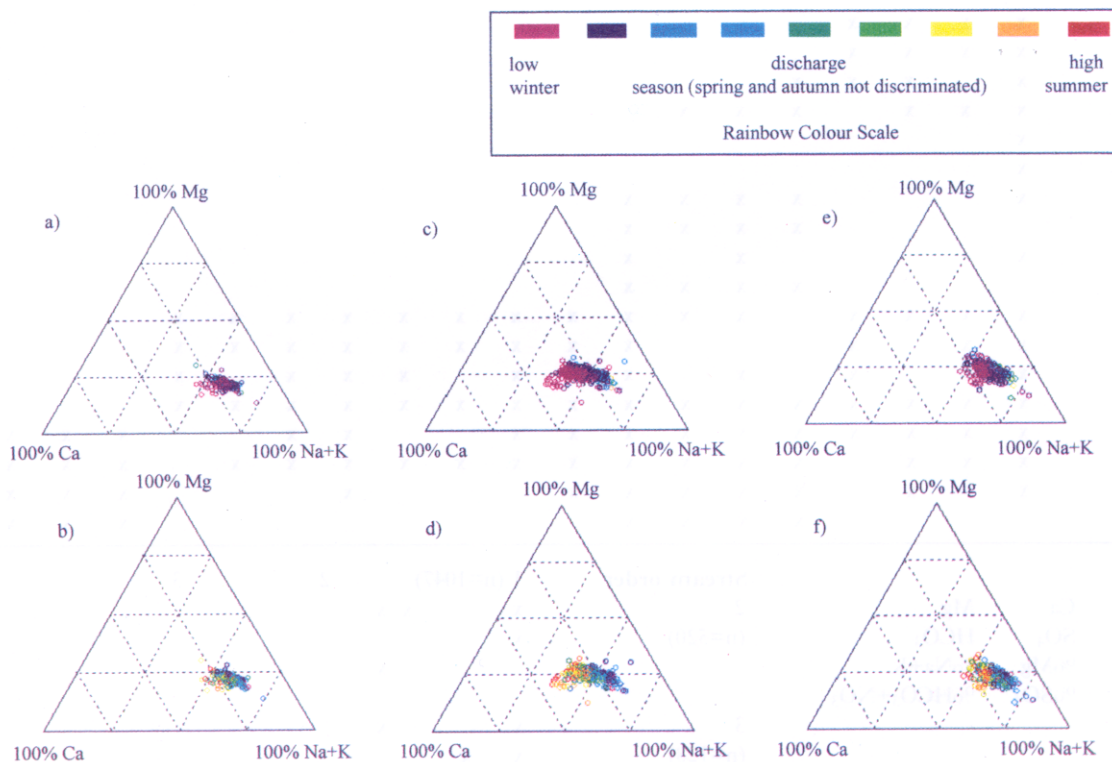 low discharge high
winter season (spring and autumn not discriminated) summer
Rainbow Colour Scale
100% Mg 100% Mg 100% Mg
a) c) e)
100% Ca 100% Na+K 100% Ca 100% Na+K 100% Ca 100% Na+K
100% Mg 100% Mg 100% Mg
b) d) f)
100% Ca 100% Na+K 100% Ca 100% Na+K 100% Ca 100% Na+K